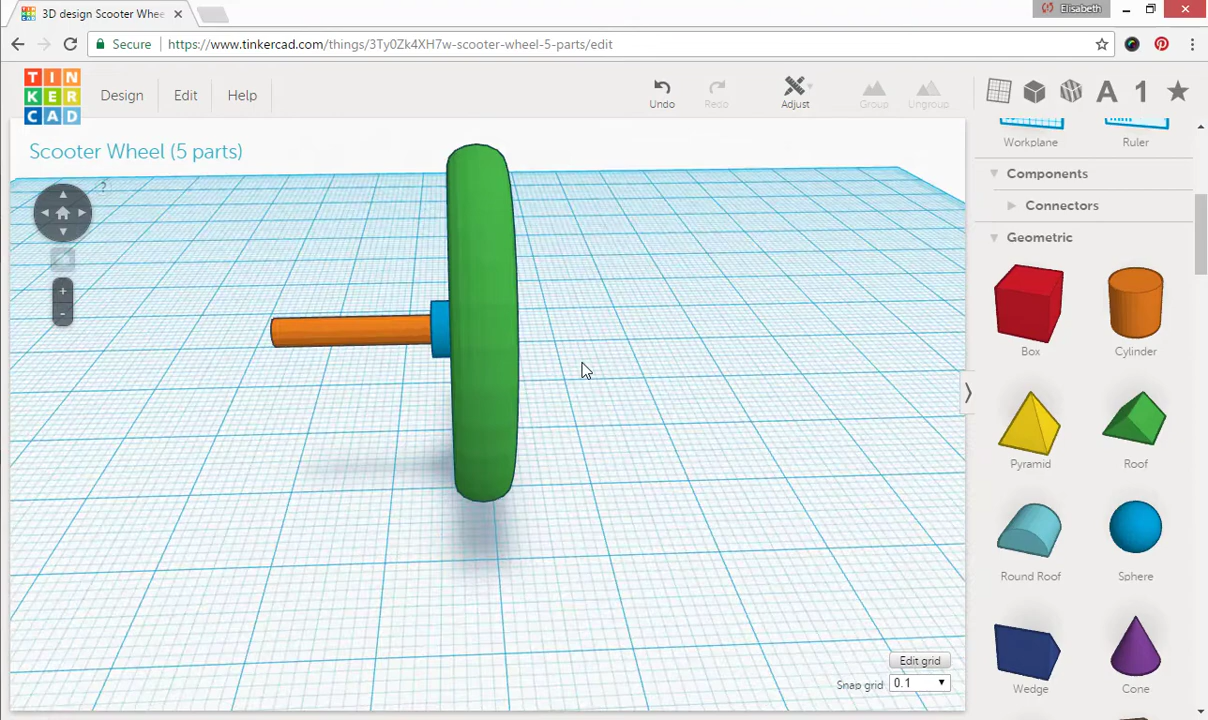 3D design Scooter Whee
Elisabeth
Secure
https://www.tinkercad.com/things/3Ty0Zk4XH7w-scooter-wheel-5-parts/edit
TIN
KER
CAD
Design
Edit
Help
Undo
Redo
Adjust
Group
Ungroup
A
1
Scooter Wheel (5 parts)
?
+
-
Workplane
mm
Ruler
Components
Connectors
Geometric
Box
Cylinder
Pyramid
Roof
Round Roof
Sphere
Wedge
Cone
Edit grid
Snap grid
0.1